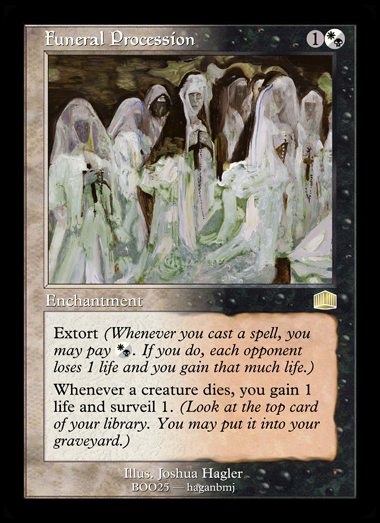 Funeral Procession 1
Enchantment
Extort (Whenever you cast a spell, you
may pay . If you do, each opponent
loses 1 life and you gain that much life.)
Whenever a creature dies, you gain 1
life and surveil 1. (Look at the top card
of your library. You may put it into your
graveyard.)
Illus. Joshua Hagler
BOO25 — haganbmj